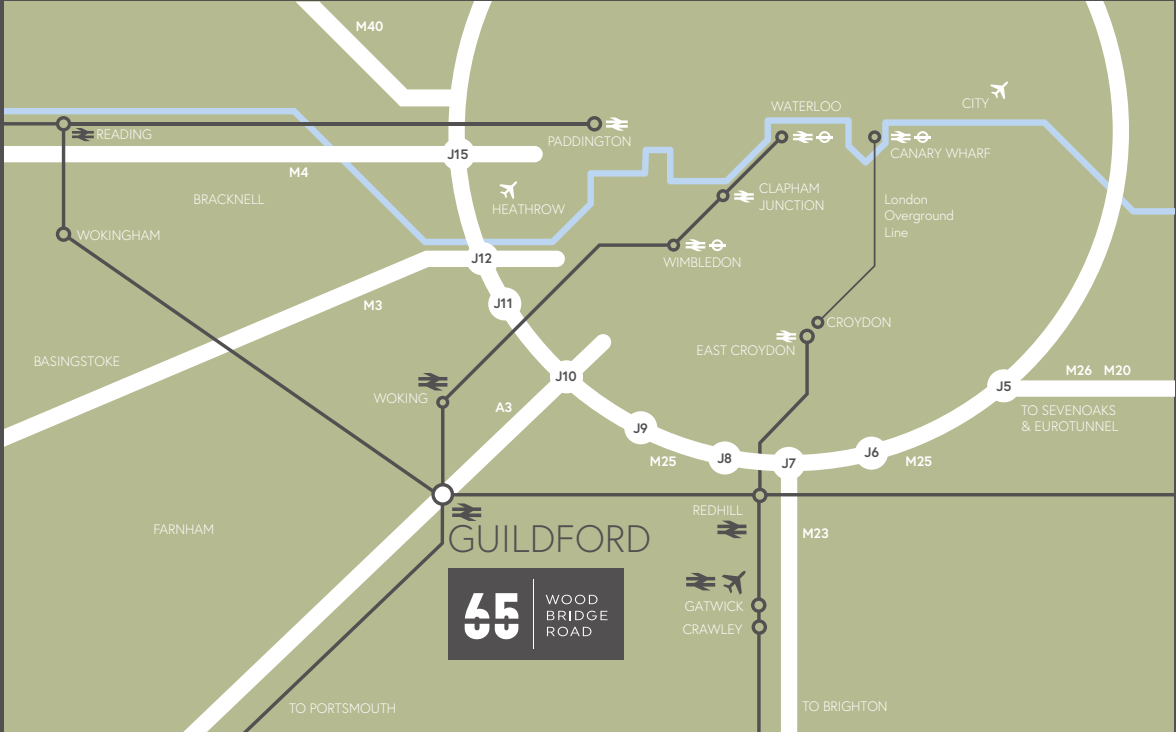 M40
WATERLOO
CITY
READING
PADDINGTON
CANARY WHARF
J15
M4
BRACKNELL
HEATHROW
CLAPHAM
JUNCTION
London
Overground
Line
WOKINGHAM
J12
WIMBLEDON
M3
J11
CROYDON
EAST CROYDON
BASINGSTOKE
J10
M26 M20
J5
WOKING
A3
TO SEVENOAKS
& EUROTUNNEL
J9
J8
J7
J6
M25
M25
REDHILL
FARNHAM
M23
GUILDFORD
65
WOOD
BRIDGE
ROAD
GATWICK
CRAWLEY
TO PORTSMOUTH
TO BRIGHTON